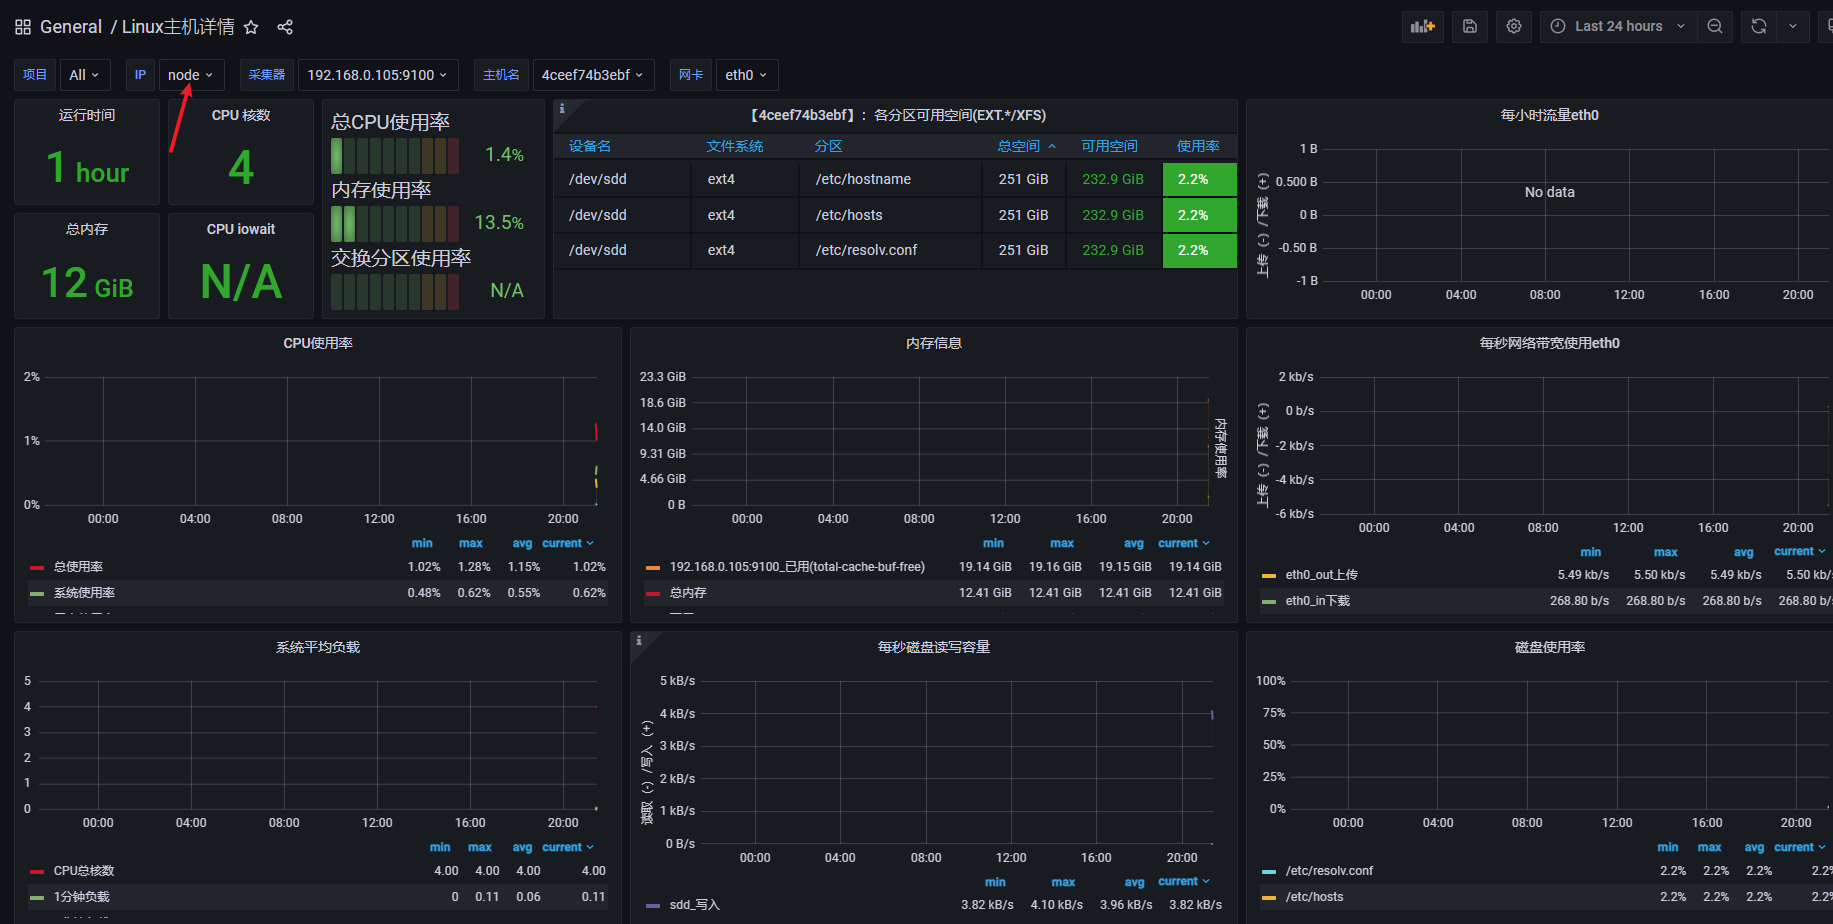 General / Linux主机详情
Last 24 hours
项目 All IP node 采集器 192.168.0.105:9100 主机名 4ceef74b3ebf 网卡 eth0
运行时间
1 hour
CPU 核数
4
总内存
12 GiB
CPU iowait
N/A
总CPU使用率
1.4%
内存使用率
13.5%
交换分区使用率
N/A
【4ceef74b3ebf】：各分区可用空间(EXT.*/XFS)
设备名 文件系统 分区 总空间 可用空间 使用率
/dev/sdd ext4 /etc/hostname 251 GiB 232.9 GiB 2.2%
/dev/sdd ext4 /etc/hosts 251 GiB 232.9 GiB 2.2%
/dev/sdd ext4 /etc/resolv.conf 251 GiB 232.9 GiB 2.2%
每小时流量eth0
上传（-）/下载（+）
1 B
0.500 B
0 B
-0.50 B
-1 B
No data
00:00 04:00 08:00 12:00 16:00 20:00
CPU使用率
2%
1%
0%
00:00 04:00 08:00 12:00 16:00 20:00
min max avg current
总使用率 1.02% 1.28% 1.15% 1.02%
系统使用率 0.48% 0.62% 0.55% 0.62%
内存信息
23.3 GiB
18.6 GiB
14.0 GiB
9.31 GiB
4.66 GiB
0 B
内存使用率
00:00 04:00 08:00 12:00 16:00 20:00
min max avg current
192.168.0.105:9100_已用(total-cache-buf-free) 19.14 GiB 19.16 GiB 19.15 GiB 19.14 GiB
总内存 12.41 GiB 12.41 GiB 12.41 GiB 12.41 GiB
每秒网络带宽使用eth0
上传（-）/下载（+）
2 kb/s
0 b/s
-2 kb/s
-4 kb/s
-6 kb/s
00:00 04:00 08:00 12:00 16:00 20:00
min max avg current
eth0_out上传 5.49 kb/s 5.50 kb/s 5.49 kb/s 5.50 kb/
eth0_in下载 268.80 b/s 268.80 b/s 268.80 b/s 268.80 b/
系统平均负载
5
4
3
2
1
0
00:00 04:00 08:00 12:00 16:00 20:00
min max avg current
CPU总核数 4.00 4.00 4.00 4.00
1分钟负载 0 0.11 0.06 0.11
每秒磁盘读写容量
读取（-）/写入（+）
5 kB/s
4 kB/s
3 kB/s
2 kB/s
1 kB/s
0 B/s
00:00 04:00 08:00 12:00 16:00 20:00
min max avg current
sdd_写入 3.82 kB/s 4.10 kB/s 3.96 kB/s 3.82 kB/s
磁盘使用率
100%
75%
50%
25%
0%
00:00 04:00 08:00 12:00 16:00 20:00
min max avg current
/etc/resolv.conf 2.2% 2.2% 2.2% 2.2%
/etc/hosts 2.2% 2.2% 2.2% 2.2%